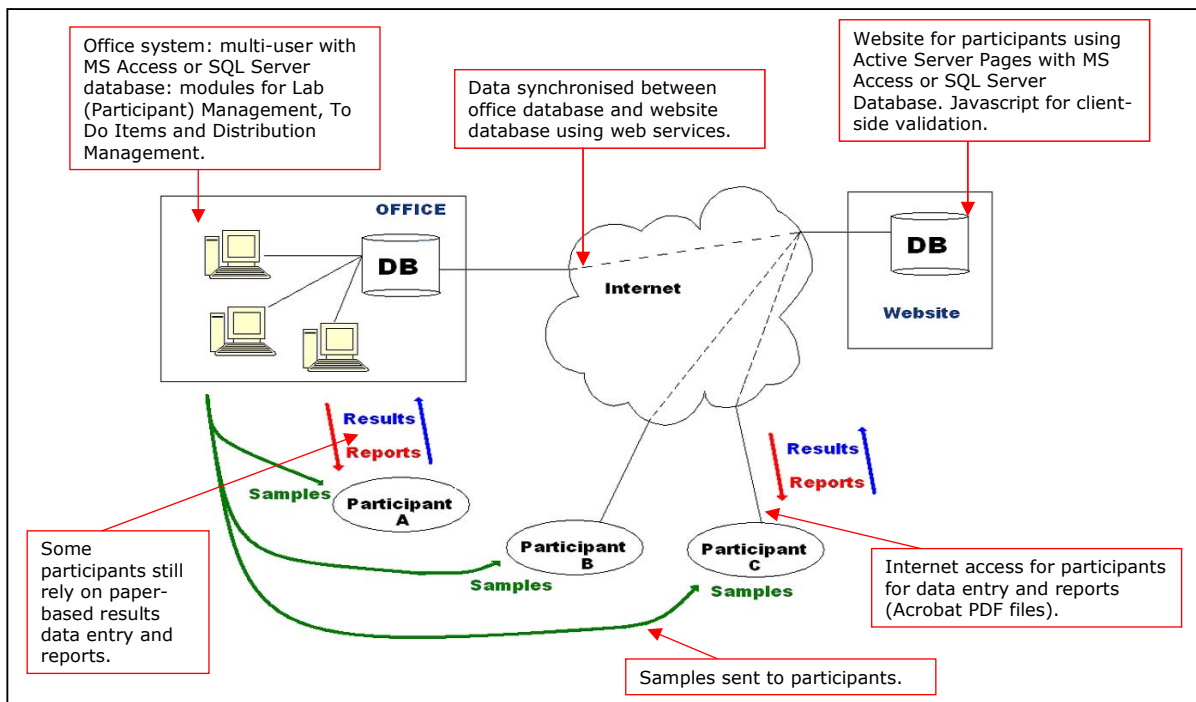 Office system: multi-user with
MS Access or SQL Server
database: modules for Lab
(Participant) Management, To
Do Items and Distribution
Management.
Data synchronised between
office database and website
database using web services.
Website for participants using
Active Server Pages with MS
Access or SQL Server
Database. Javascript for client-
side validation.
OFFICE
DB
Internet
DB
Website
Results
Reports
Samples
Participant
A
Results
Reports
Participant
B
Samples
Participant
C
Samples
Some
participants still
rely on paper-
based results
data entry and
reports.
Internet access for participants
for data entry and reports
(Acrobat PDF files).
Samples sent to participants.